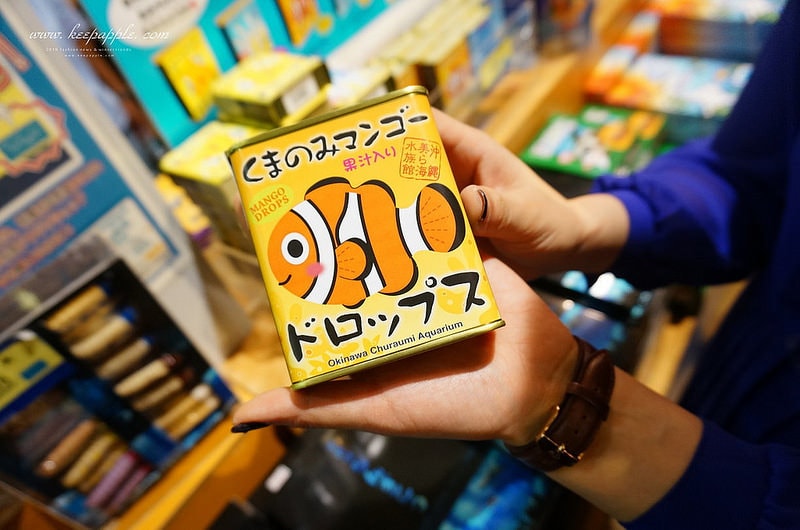 www.keepapple.com
くまのみマンゴー
果汁入り
沖縄
美ら海
水族館
MANGO
DROPS
ドロップス
Okinawa Churaumi Aquarium